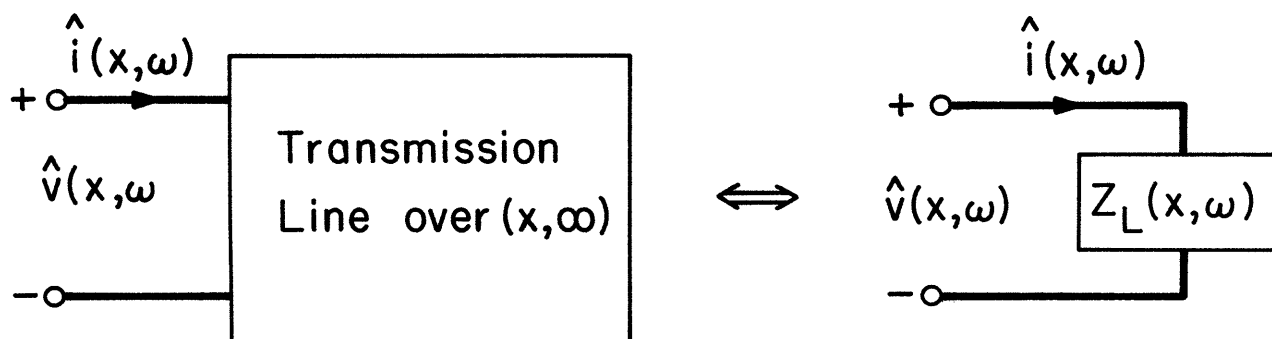 î(x,ω)
+
v̂(x,ω
−
Transmission
Line over (x,∞)
⇔
î(x,ω)
+
v̂(x,ω)
−
Z_L(x,ω)